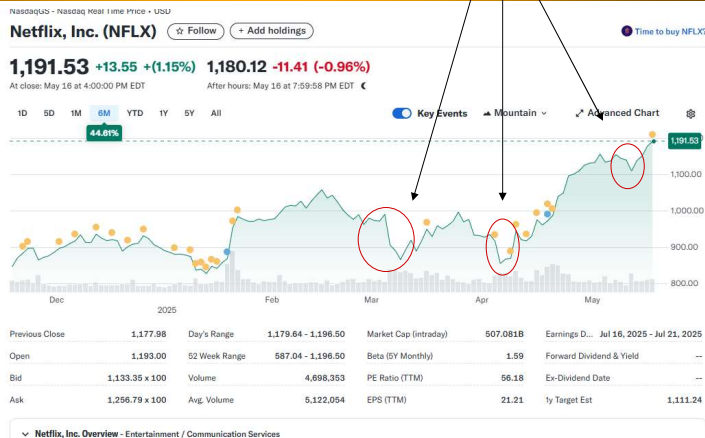 NasdaqGS - Nasdaq Real Time Price • USD
Netflix, Inc. (NFLX) ☆ Follow + Add holdings Time to buy NFLX?
1,191.53 +13.55 +(1.15%) 1,180.12 -11.41 (-0.96%)
At close: May 16 at 4:00:00 PM EDT After hours: May 16 at 7:59:58 PM EDT
1D 5D 1M 6M YTD 1Y 5Y All Key Events Mountain Advanced Chart
44.61%
1,191.53
1,100.00
1,000.00
900.00
800.00
Dec Feb Mar Apr May
2025
Previous Close 1,177.98 Day's Range 1,179.64 - 1,196.50 Market Cap (intraday) 507.081B Earnings D... Jul 16, 2025 - Jul 21, 2025
Open 1,193.00 52 Week Range 587.04 - 1,196.50 Beta (5Y Monthly) 1.59 Forward Dividend & Yield --
Bid 1,133.35 x 100 Volume 4,698,353 PE Ratio (TTM) 56.18 Ex-Dividend Date --
Ask 1,256.79 x 100 Avg. Volume 5,122,054 EPS (TTM) 21.21 1y Target Est 1,111.24
Netflix, Inc. Overview - Entertainment / Communication Services